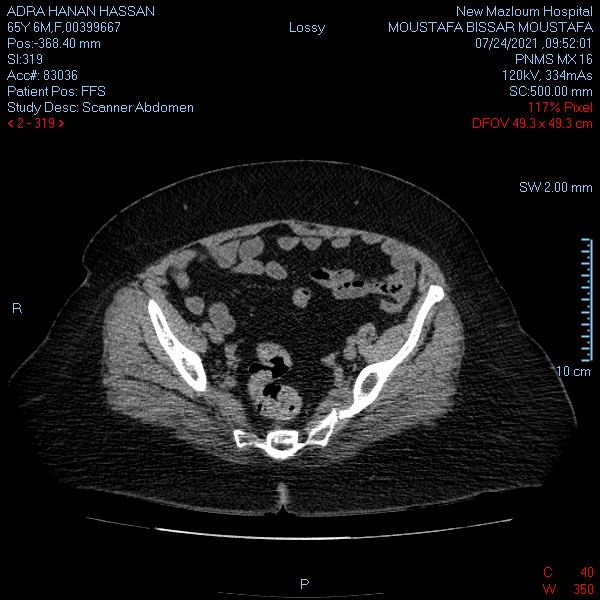 ADRA HANAN HASSAN
65Y 6M,F,00399667
Pos:-368.40 mm
SI:319
Acc#: 83036
Patient Pos: FFS
Study Desc: Scanner Abdomen
< 2 - 319 >
Lossy
New Mazloum Hospital
MOUSTAFA BISSAR MOUSTAFA
07/24/2021 ,09:52:01
PNMS MX 16
120kV, 334mAs
SC:500.00 mm
117% Pixel
DFOV 49.3 x 49.3 cm
SW 2.00 mm
R
10 cm
P
C 40
W 350